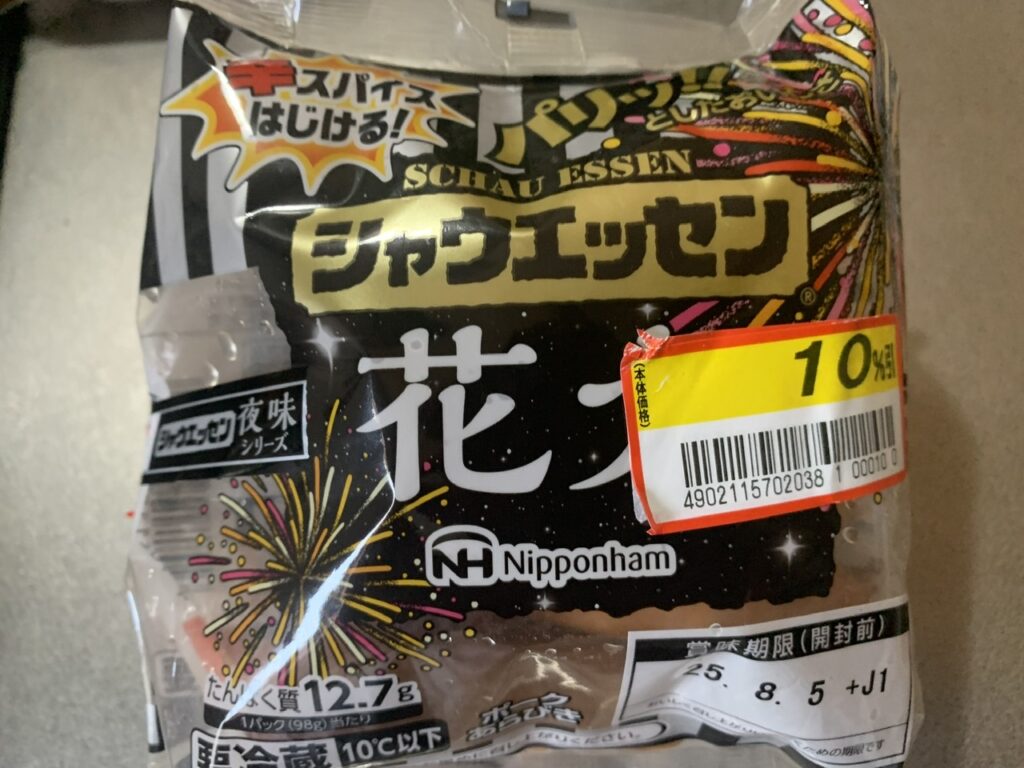 辛スパイス
はじける!
パリッ!!
SCHAU ESSEN
シャウエッセン
®
花
10%引
(本体価格)
4902115702038 1 00010 0
シャウエッセン 夜味
シリーズ
NH Nipponham
賞味期限(開封前)
25. 8. 5 +J1
たんぱく質12.7g
1パック(98g)当たり
ポーク
あらびき
要冷蔵 10℃以下